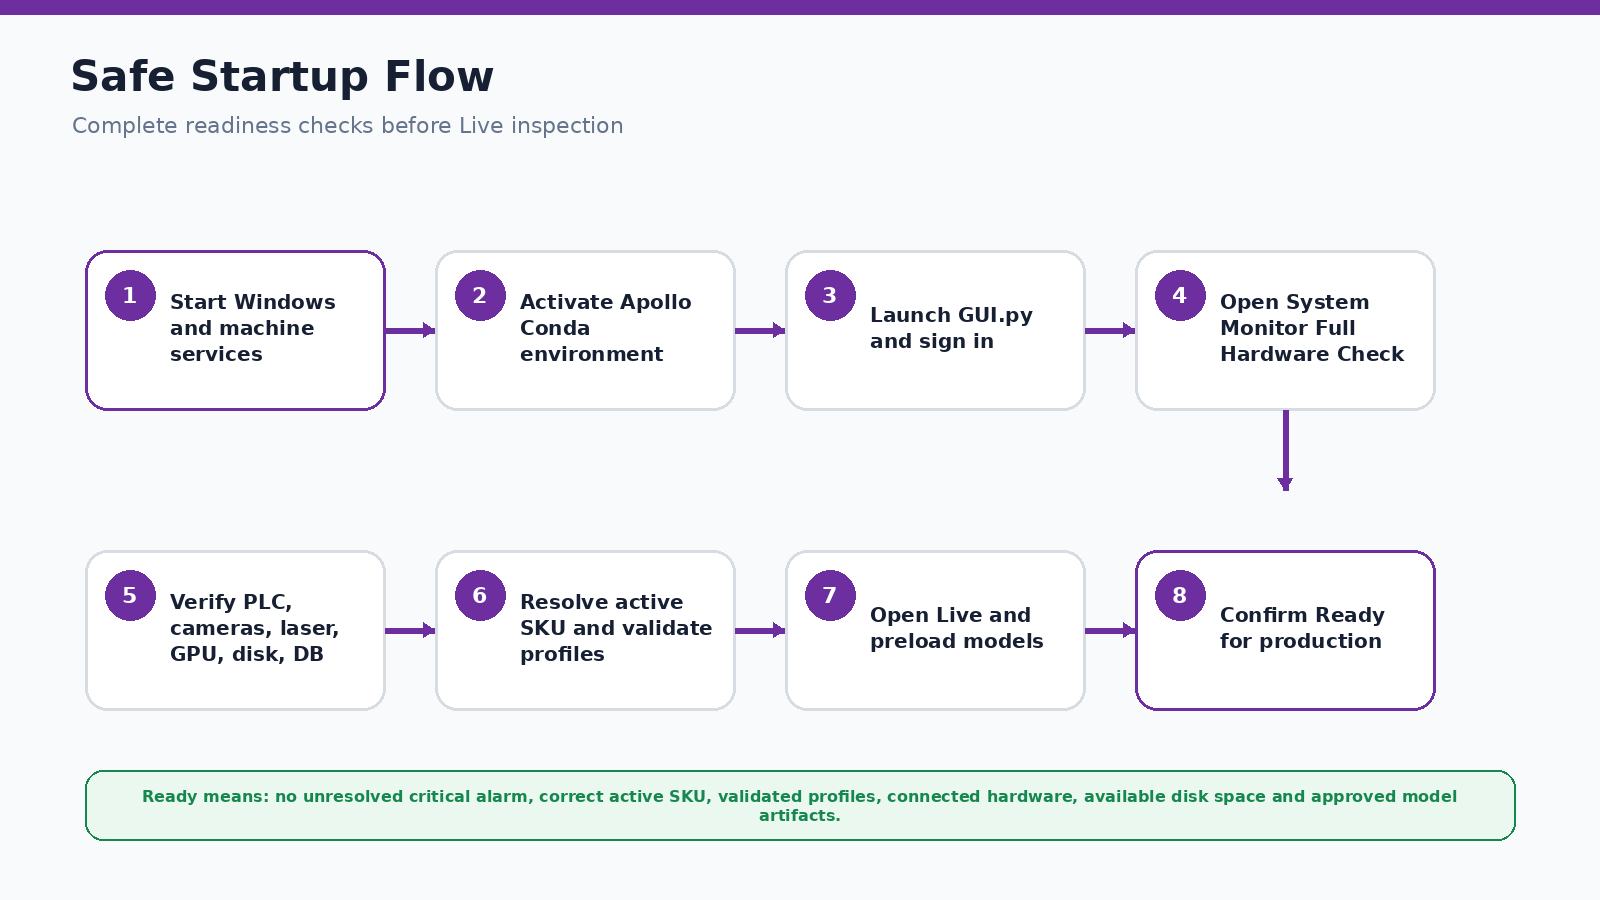 Safe Startup Flow
Complete readiness checks before Live inspection
1
Start Windows
and machine
services
2
Activate Apollo
Conda
environment
3
Launch GUI.py
and sign in
4
Open System
Monitor Full
Hardware Check
5
Verify PLC,
cameras, laser,
GPU, disk, DB
6
Resolve active
SKU and validate
profiles
7
Open Live and
preload models
8
Confirm Ready
for production
Ready means: no unresolved critical alarm, correct active SKU, validated profiles, connected hardware, available disk space and approved model
artifacts.